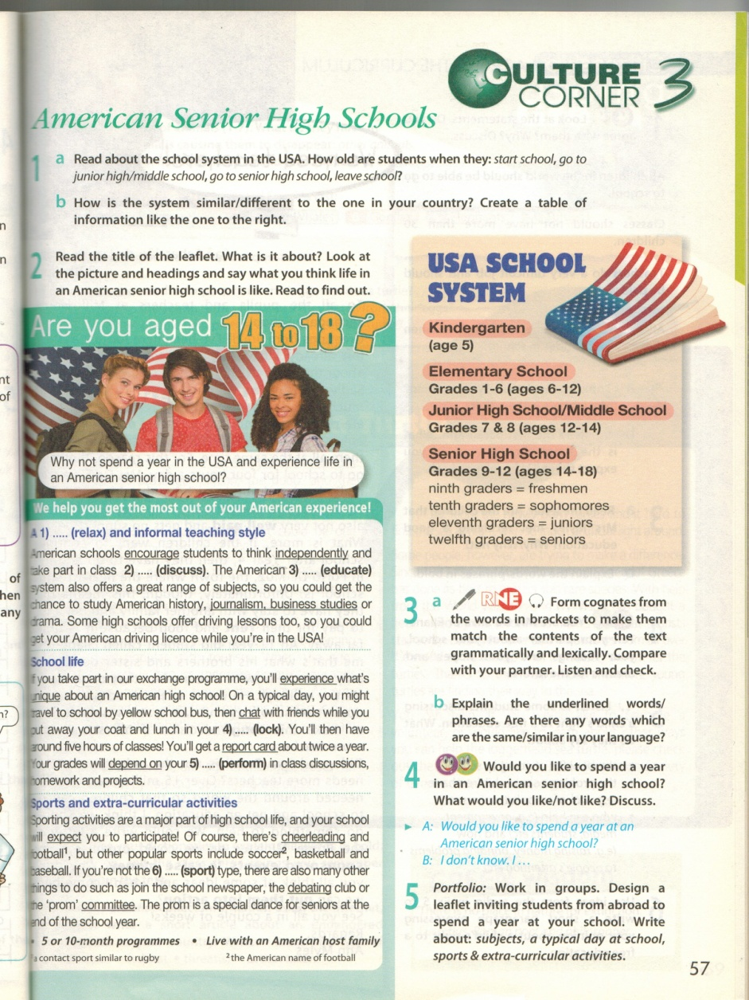 CULTURE
CORNER 3
American Senior High Schools
1 a Read about the school system in the USA. How old are students when they: start school, go to
junior high/middle school, go to senior high school, leave school?
b How is the system similar/different to the one in your country? Create a table of
information like the one to the right.
2 Read the title of the leaflet. What is it about? Look at
the picture and headings and say what you think life in
an American senior high school is like. Read to find out.
Are you aged 14 to 18?
Why not spend a year in the USA and experience life in
an American senior high school?
We help you get the most out of your American experience!
A 1) ..... (relax) and informal teaching style
American schools encourage students to think independently and
take part in class 2) ..... (discuss). The American 3) ..... (educate)
system also offers a great range of subjects, so you could get the
chance to study American history, journalism, business studies or
drama. Some high schools offer driving lessons too, so you could
get your American driving licence while you're in the USA!
School life
If you take part in our exchange programme, you'll experience what's
unique about an American high school! On a typical day, you might
travel to school by yellow school bus, then chat with friends while you
put away your coat and lunch in your 4) ..... (lock). You'll then have
around five hours of classes! You'll get a report card about twice a year.
Your grades will depend on your 5) ..... (perform) in class discussions,
homework and projects.
Sports and extra-curricular activities
Sporting activities are a major part of high school life, and your school
will expect you to participate! Of course, there's cheerleading and
football¹, but other popular sports include soccer², basketball and
baseball. If you're not the 6) ..... (sport) type, there are also many other
things to do such as join the school newspaper, the debating club or
the 'prom' committee. The prom is a special dance for seniors at the
end of the school year.
• 5 or 10-month programmes • Live with an American host family
a contact sport similar to rugby ² the American name of football
USA SCHOOL
SYSTEM
Kindergarten
(age 5)
Elementary School
Grades 1-6 (ages 6-12)
Junior High School/Middle School
Grades 7 & 8 (ages 12-14)
Senior High School
Grades 9-12 (ages 14-18)
ninth graders = freshmen
tenth graders = sophomores
eleventh graders = juniors
twelfth graders = seniors
3 a RNE Form cognates from
the words in brackets to make them
match the contents of the text
grammatically and lexically. Compare
with your partner. Listen and check.
b Explain the underlined words/
phrases. Are there any words which
are the same/similar in your language?
4 Would you like to spend a year
in an American senior high school?
What would you like/not like? Discuss.
► A: Would you like to spend a year at an
American senior high school?
B: I don't know. I ...
5 Portfolio: Work in groups. Design a
leaflet inviting students from abroad to
spend a year at your school. Write
about: subjects, a typical day at school,
sports & extra-curricular activities.
57